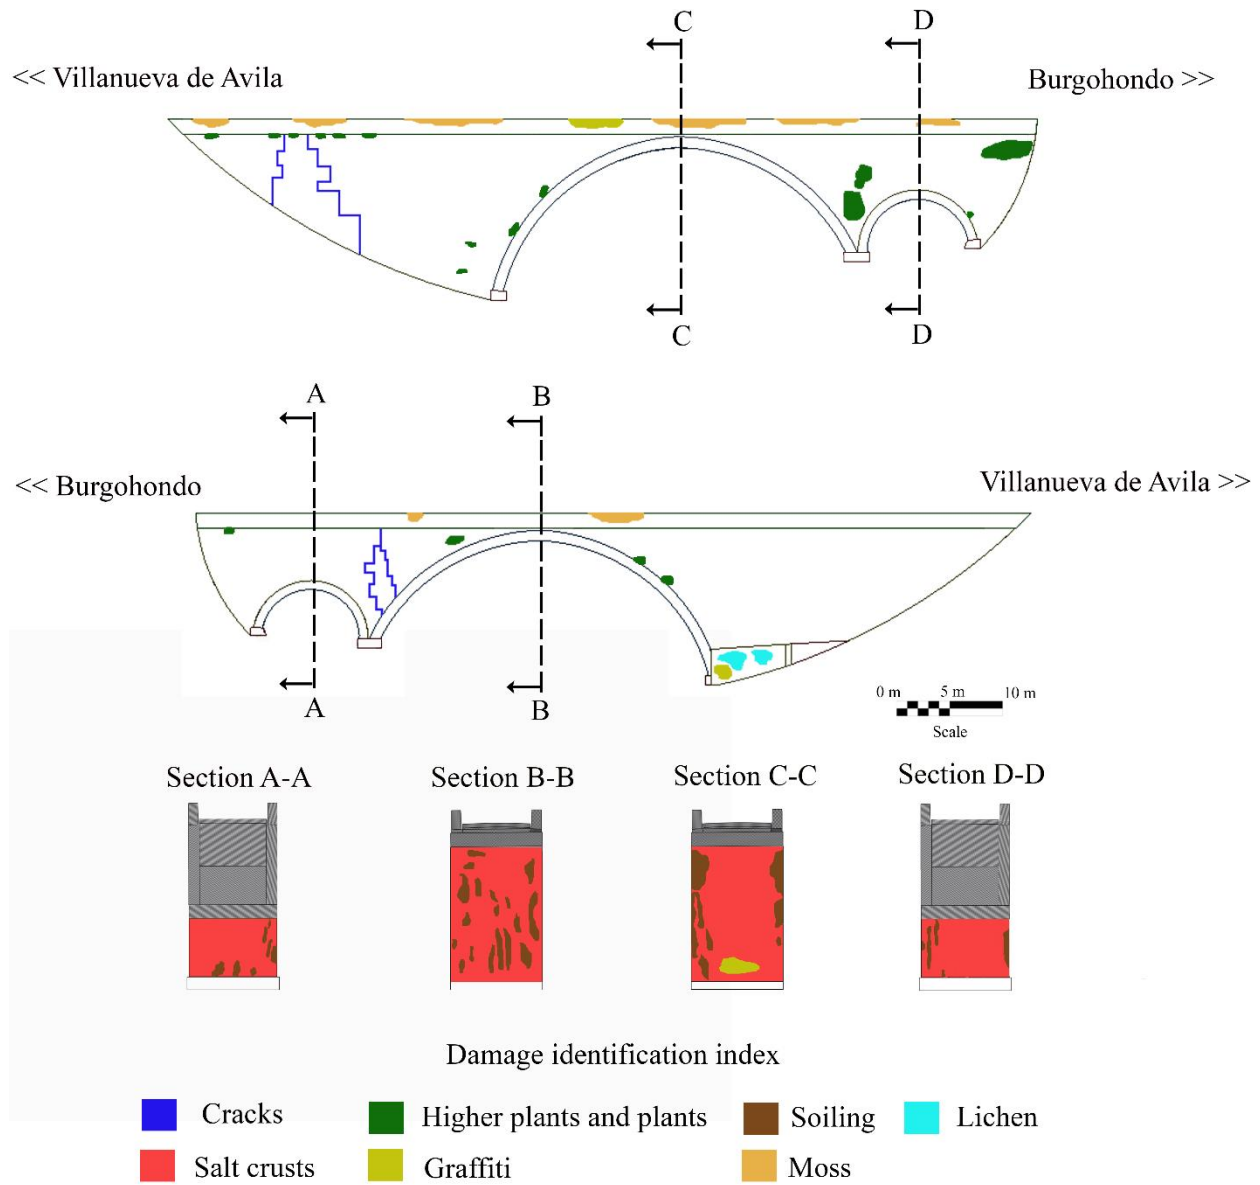 C
D
<< Villanueva de Avila
Burgohondo >>
C
D
A
B
<< Burgohondo
Villanueva de Avila >>
A
B
0 m 5 m 10 m
Scale
Section A-A
Section B-B
Section C-C
Section D-D
Damage identification index
Cracks
Higher plants and plants
Soiling
Lichen
Salt crusts
Graffiti
Moss